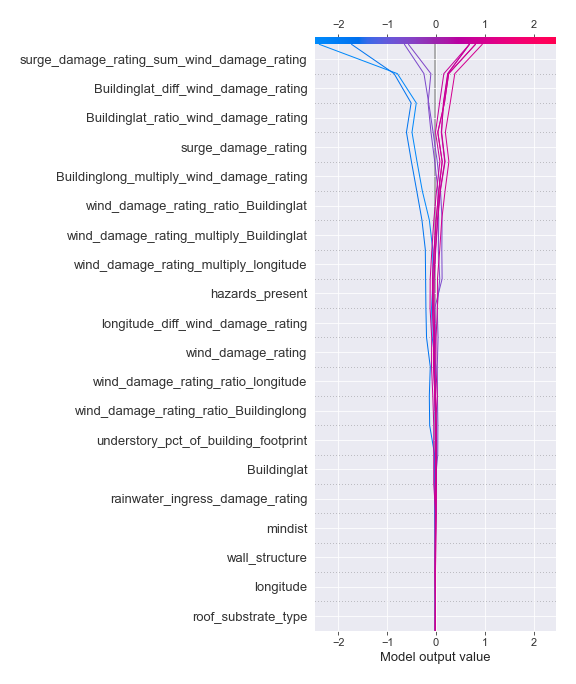 −2 −1 0 1 2
surge_damage_rating_sum_wind_damage_rating
Buildinglat_diff_wind_damage_rating
Buildinglat_ratio_wind_damage_rating
surge_damage_rating
Buildinglong_multiply_wind_damage_rating
wind_damage_rating_ratio_Buildinglat
wind_damage_rating_multiply_Buildinglat
wind_damage_rating_multiply_longitude
hazards_present
longitude_diff_wind_damage_rating
wind_damage_rating
wind_damage_rating_ratio_longitude
wind_damage_rating_ratio_Buildinglong
understory_pct_of_building_footprint
Buildinglat
rainwater_ingress_damage_rating
mindist
wall_structure
longitude
roof_substrate_type
−2 −1 0 1 2
Model output value